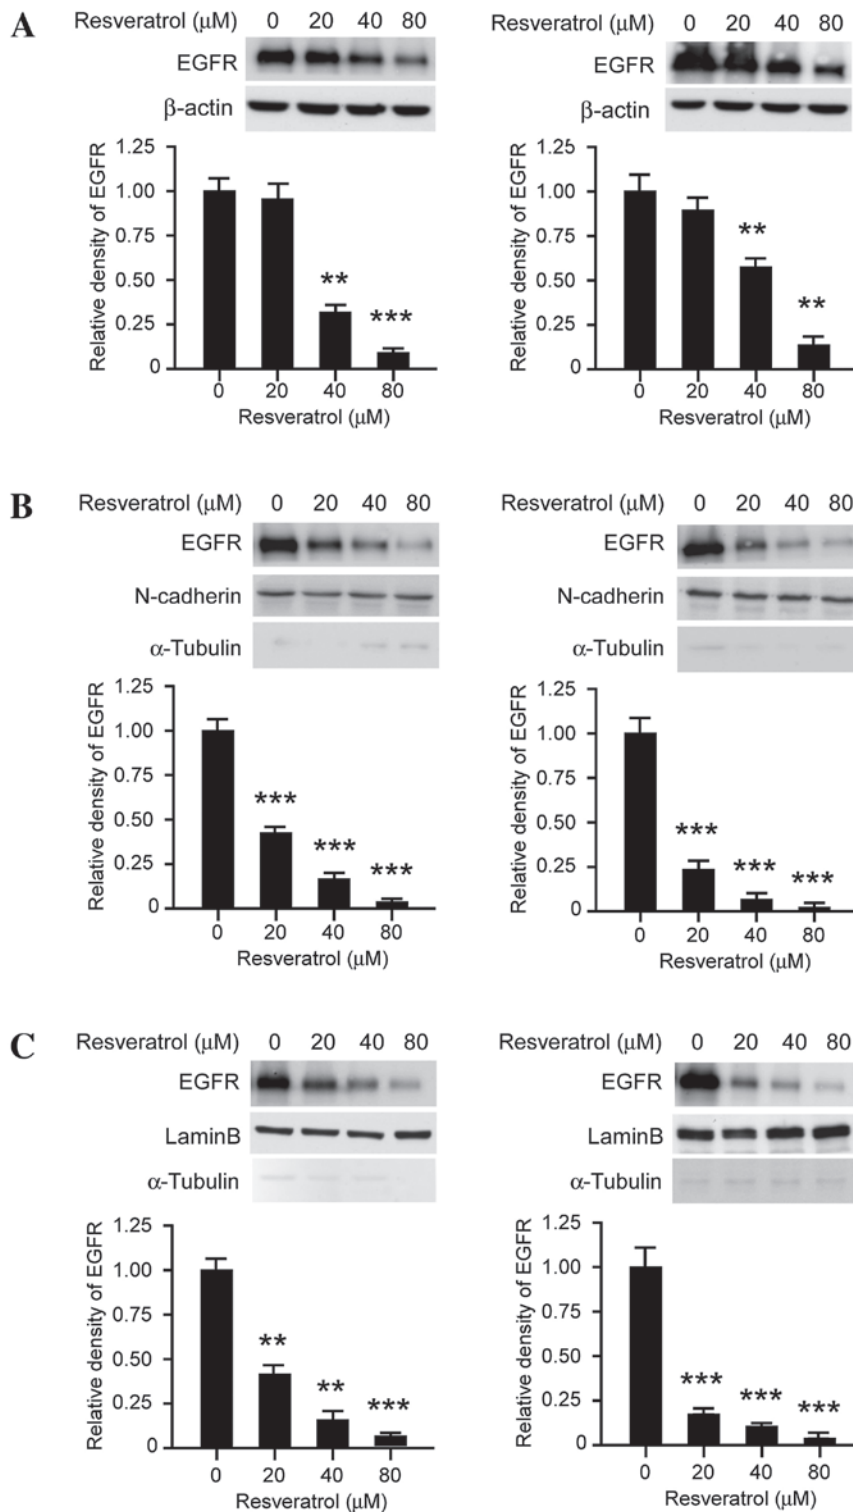 A
Resveratrol (μM) 0 20 40 80
EGFR
β-actin
Relative density of EGFR
1.25
1.00
0.75
0.50
0.25
0
** ***
0 20 40 80
Resveratrol (μM)
Resveratrol (μM) 0 20 40 80
EGFR
β-actin
Relative density of EGFR
1.25
1.00
0.75
0.50
0.25
0
** **
0 20 40 80
Resveratrol (μM)
B
Resveratrol (μM) 0 20 40 80
EGFR
N-cadherin
α-Tubulin
Relative density of EGFR
1.25
1.00
0.75
0.50
0.25
0
*** *** ***
0 20 40 80
Resveratrol (μM)
Resveratrol (μM) 0 20 40 80
EGFR
N-cadherin
α-Tubulin
Relative density of EGFR
1.25
1.00
0.75
0.50
0.25
0
*** *** ***
0 20 40 80
Resveratrol (μM)
C
Resveratrol (μM) 0 20 40 80
EGFR
LaminB
α-Tubulin
Relative density of EGFR
1.25
1.00
0.75
0.50
0.25
0
** ** ***
0 20 40 80
Resveratrol (μM)
Resveratrol (μM) 0 20 40 80
EGFR
LaminB
α-Tubulin
Relative density of EGFR
1.25
1.00
0.75
0.50
0.25
0
*** *** ***
0 20 40 80
Resveratrol (μM)